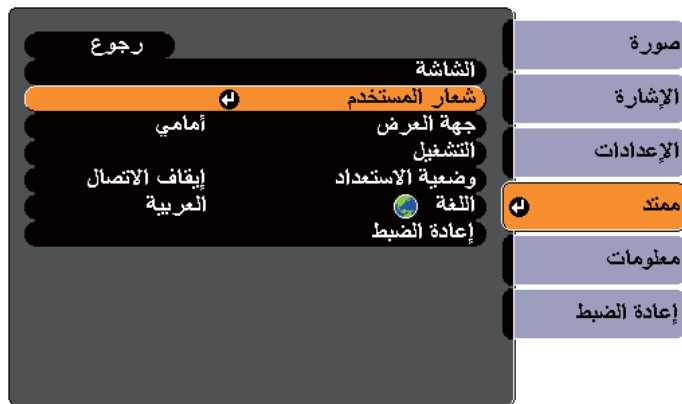 صورة
الإشارة
الإعدادات
ممتد
معلومات
إعادة الضبط
رجوع
الشاشة
شعار المستخدم
جهة العرض أمامي
التشغيل
وضعية الاستعداد إيقاف الاتصال
اللغة العربية
إعادة الضبط